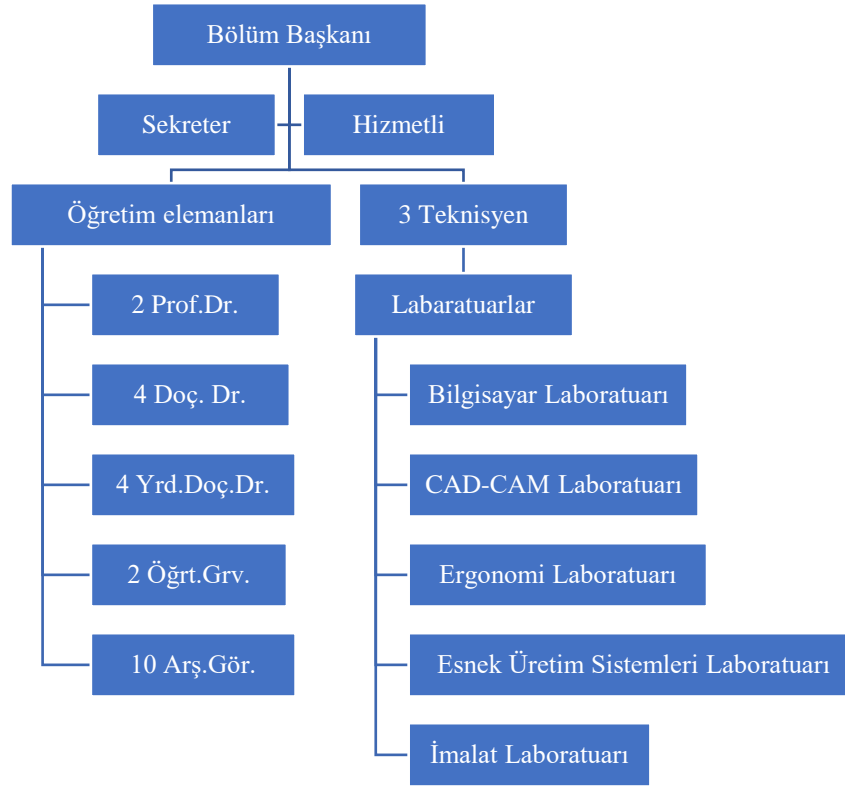 Bölüm Başkanı
Sekreter
Hizmetli
Öğretim elemanları
3 Teknisyen
2 Prof.Dr.
Labaratuarlar
4 Doç. Dr.
Bilgisayar Laboratuarı
4 Yrd.Doç.Dr.
CAD-CAM Laboratuarı
2 Öğrt.Grv.
Ergonomi Laboratuarı
10 Arş.Gör.
Esnek Üretim Sistemleri Laboratuarı
İmalat Laboratuarı